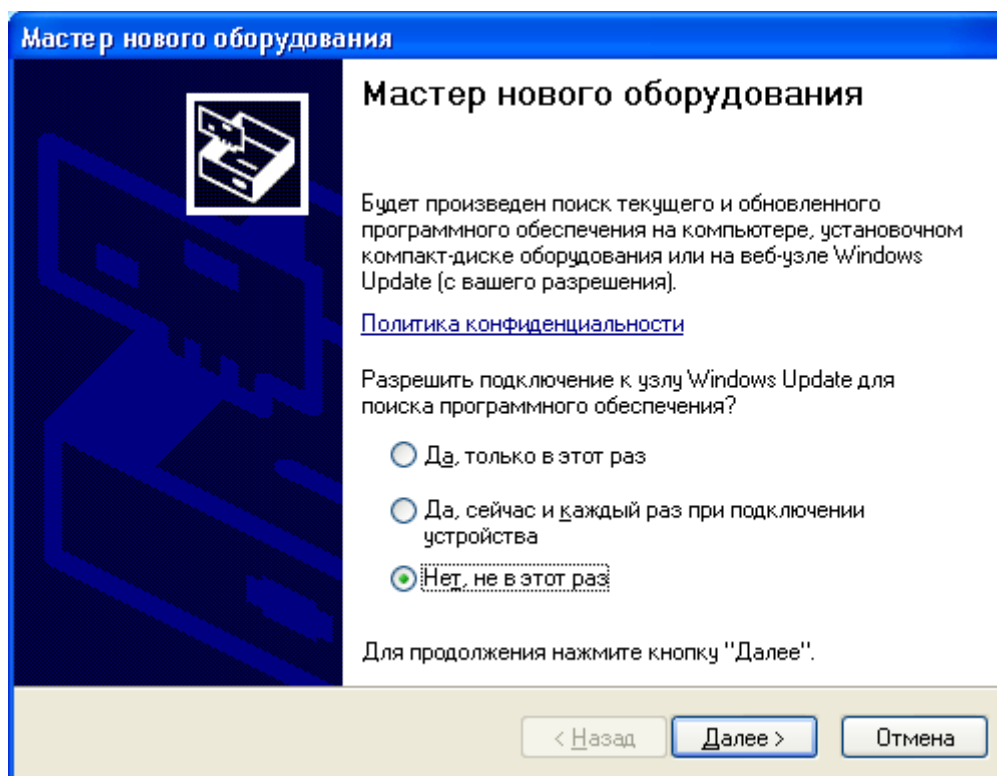 Мастер нового оборудования
Мастер нового оборудования
Будет произведен поиск текущего и обновленного
программного обеспечения на компьютере, установочном
компакт-диске оборудования или на веб-узле Windows
Update (с вашего разрешения).
Политика конфиденциальности
Разрешить подключение к узлу Windows Update для
поиска программного обеспечения?
Да, только в этот раз
Да, сейчас и каждый раз при подключении
устройства
Нет, не в этот раз
Для продолжения нажмите кнопку "Далее".
< Назад
Далее >
Отмена